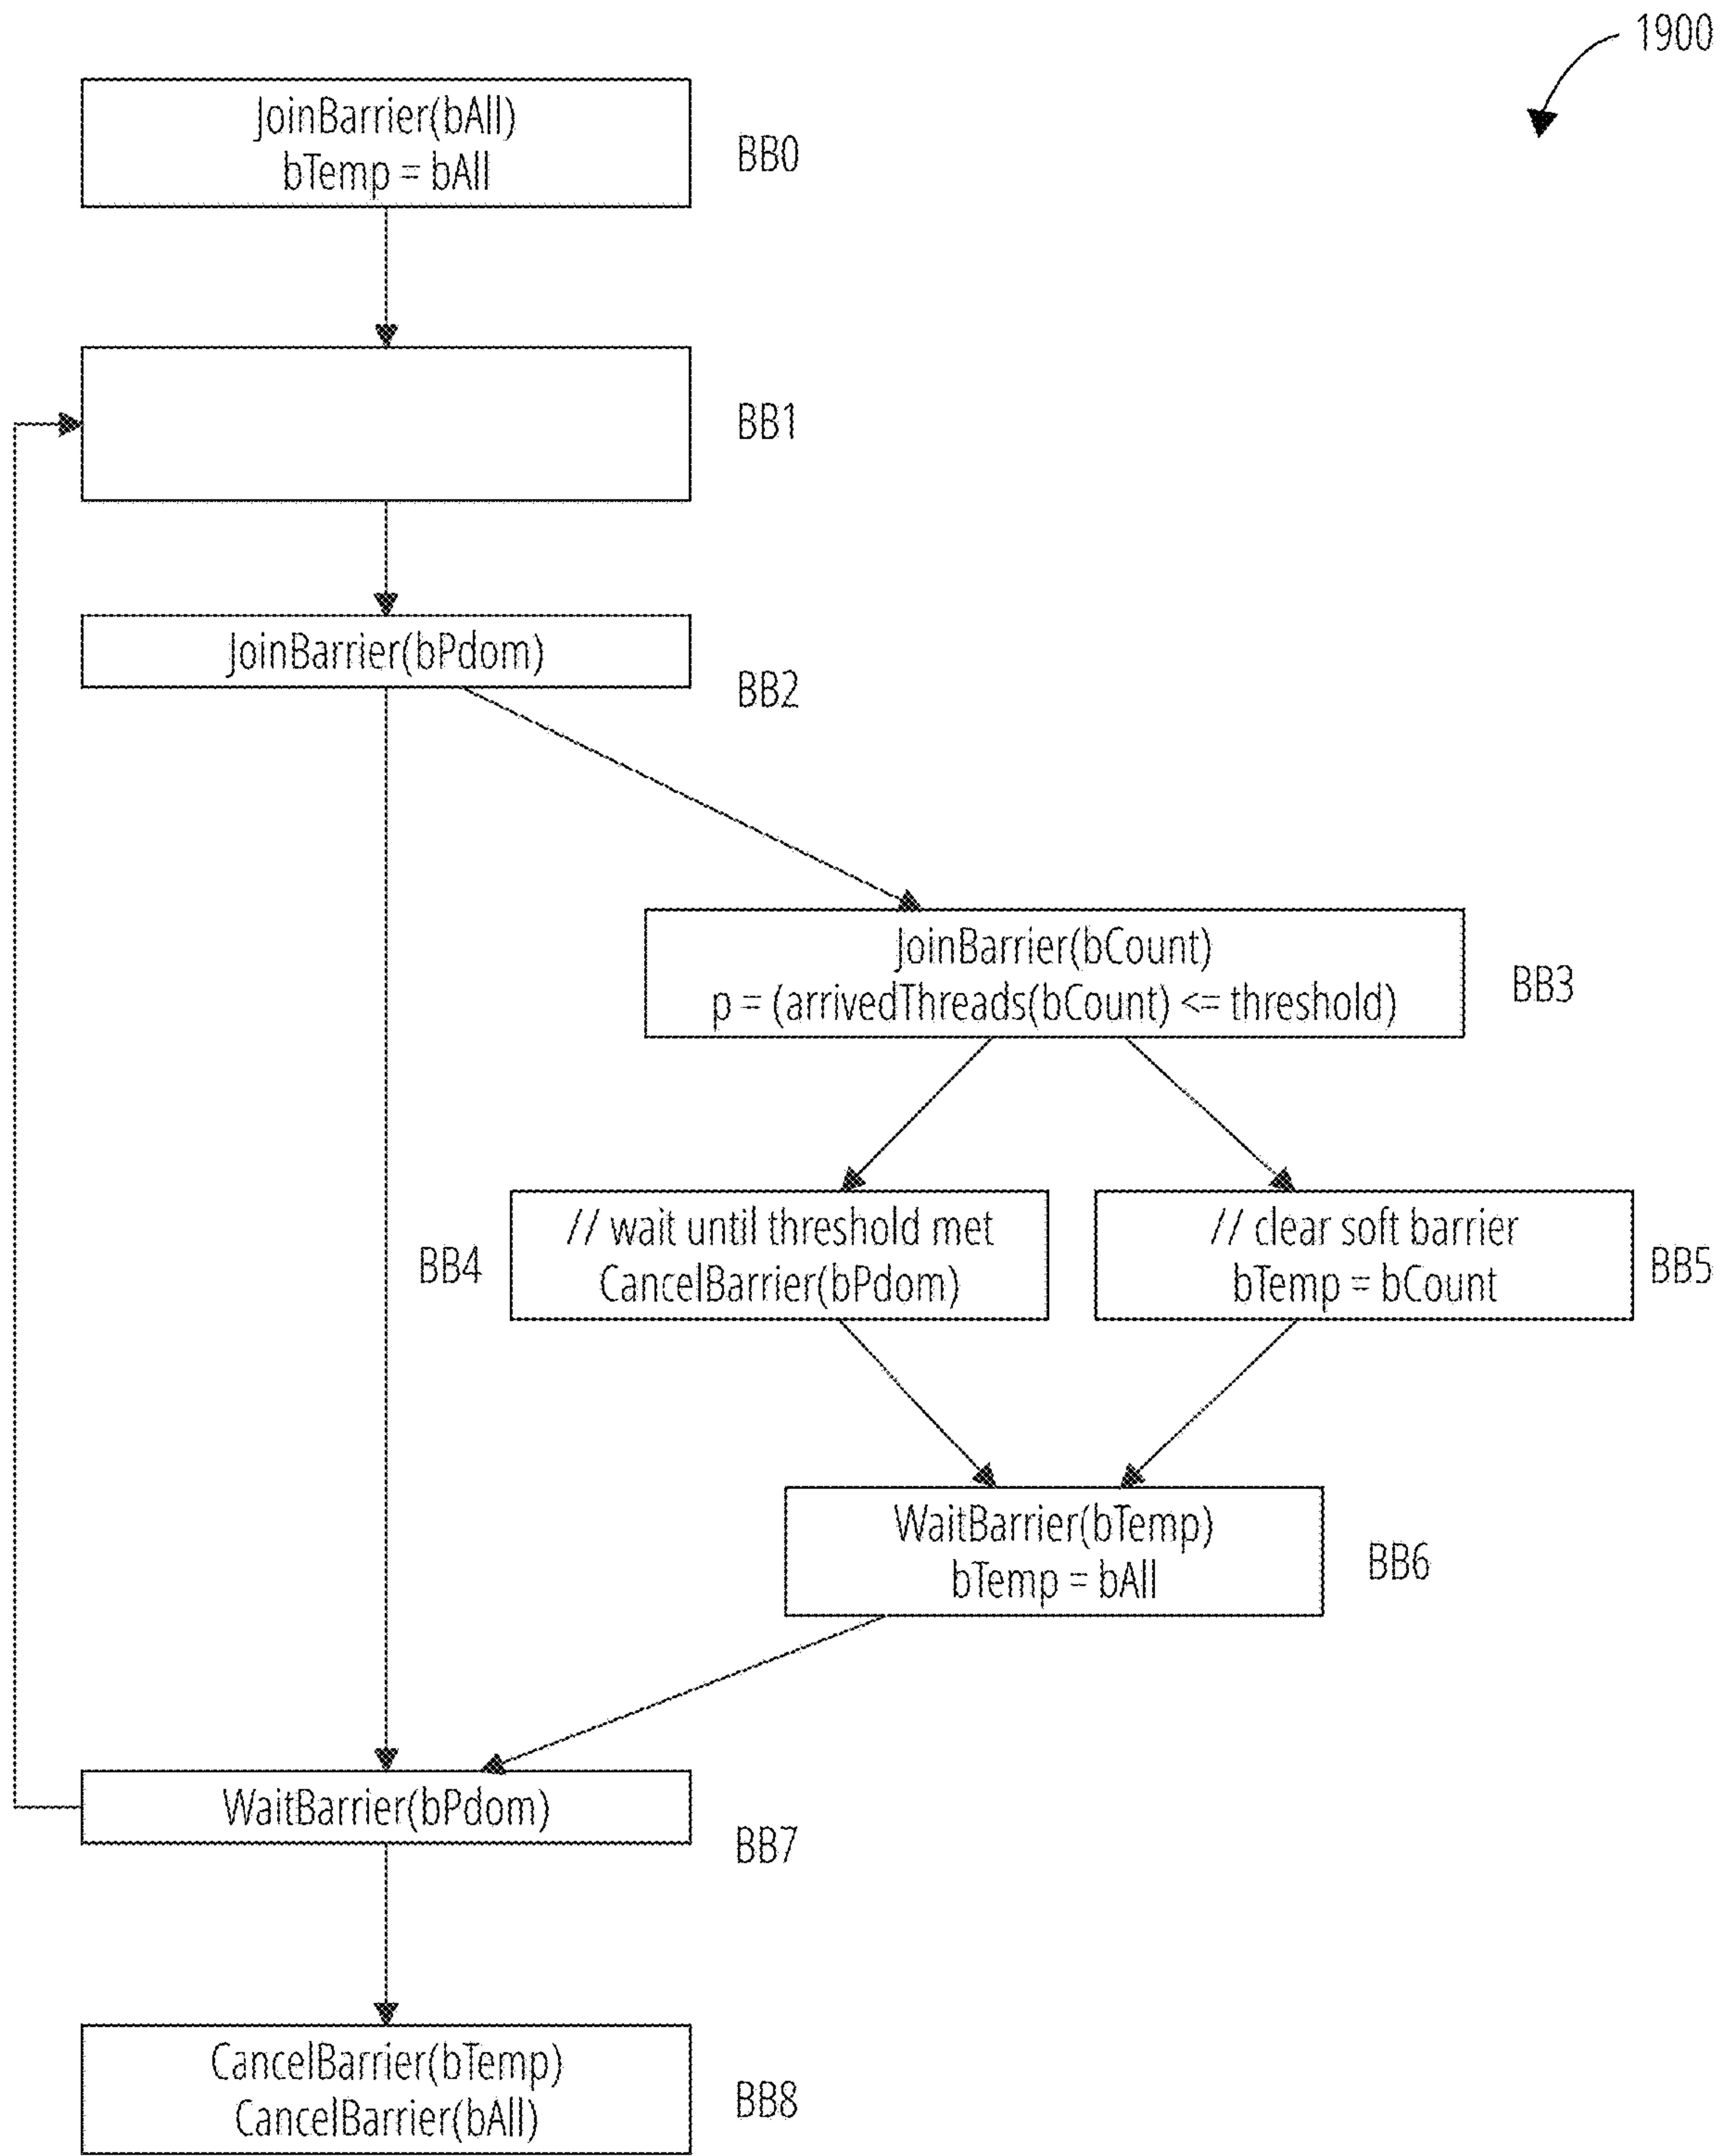 1900
JoinBarrier(bAll)
bTemp = bAll
BB0
BB1
JoinBarrier(bPdom)
BB2
JoinBarrier(bCount)
p = (arrivedThreads(bCount) <= threshold)
BB3
// wait until threshold met
CancelBarrier(bPdom)
BB4
// clear soft barrier
bTemp = bCount
BB5
WaitBarrier(bTemp)
bTemp = bAll
BB6
WaitBarrier(bPdom)
BB7
CancelBarrier(bTemp)
CancelBarrier(bAll)
BB8